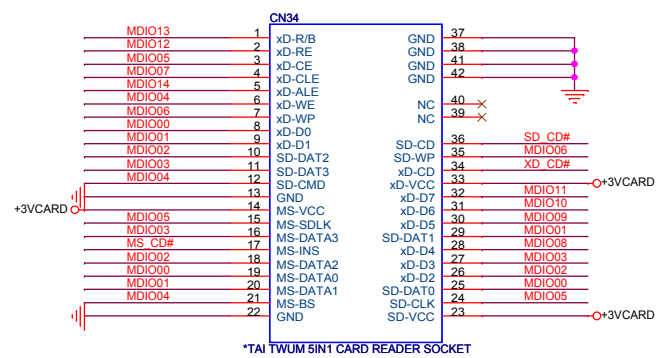 CN34
MDIO13 1 xD-R/B GND 37
MDIO12 2 xD-RE GND 38
MDIO05 3 xD-CE GND 41
MDIO07 4 xD-CLE GND 42
MDIO14 5 xD-ALE
MDIO04 6 xD-WE NC 40
MDIO06 7 xD-WP NC 39
MDIO00 8 xD-D0
MDIO01 9 xD-D1 SD-CD 36 SD_CD#
MDIO02 10 SD-DAT2 SD-WP 35 MDIO06
MDIO03 11 SD-DAT3 xD-CD 34 XD_CD#
MDIO04 12 SD-CMD xD-VCC 33 +3VCARD
13 GND xD-D7 32 MDIO11
+3VCARD 14 MS-VCC xD-D6 31 MDIO10
MDIO05 15 MS-SDLK xD-D5 30 MDIO09
MDIO03 16 MS-DATA3 SD-DAT1 29 MDIO01
MS_CD# 17 MS-INS xD-D4 28 MDIO08
MDIO02 18 MS-DATA2 xD-D3 27 MDIO03
MDIO00 19 MS-DATA0 xD-D2 26 MDIO02
MDIO01 20 MS-DATA1 SD-DAT0 25 MDIO00
MDIO04 21 MS-BS SD-CLK 24 MDIO05
22 GND SD-VCC 23 +3VCARD
*TAI TWUM 5IN1 CARD READER SOCKET